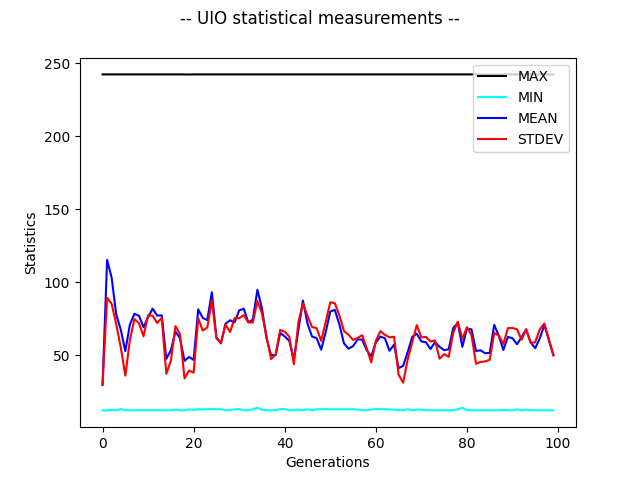 -- UIO statistical measurements --
250
200
150
100
50
Statistics
MAX
MIN
MEAN
STDEV
0 20 40 60 80 100
Generations